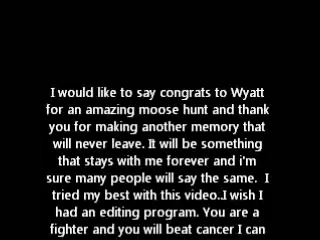 I would like to say congrats to Wyatt
for an amazing moose hunt and thank
you for making another memory that
will never leave. It will be something
that stays with me forever and i'm
sure many people will say the same.  I
tried my best with this video..I wish I
had an editing program. You are a
fighter and you will beat cancer I can